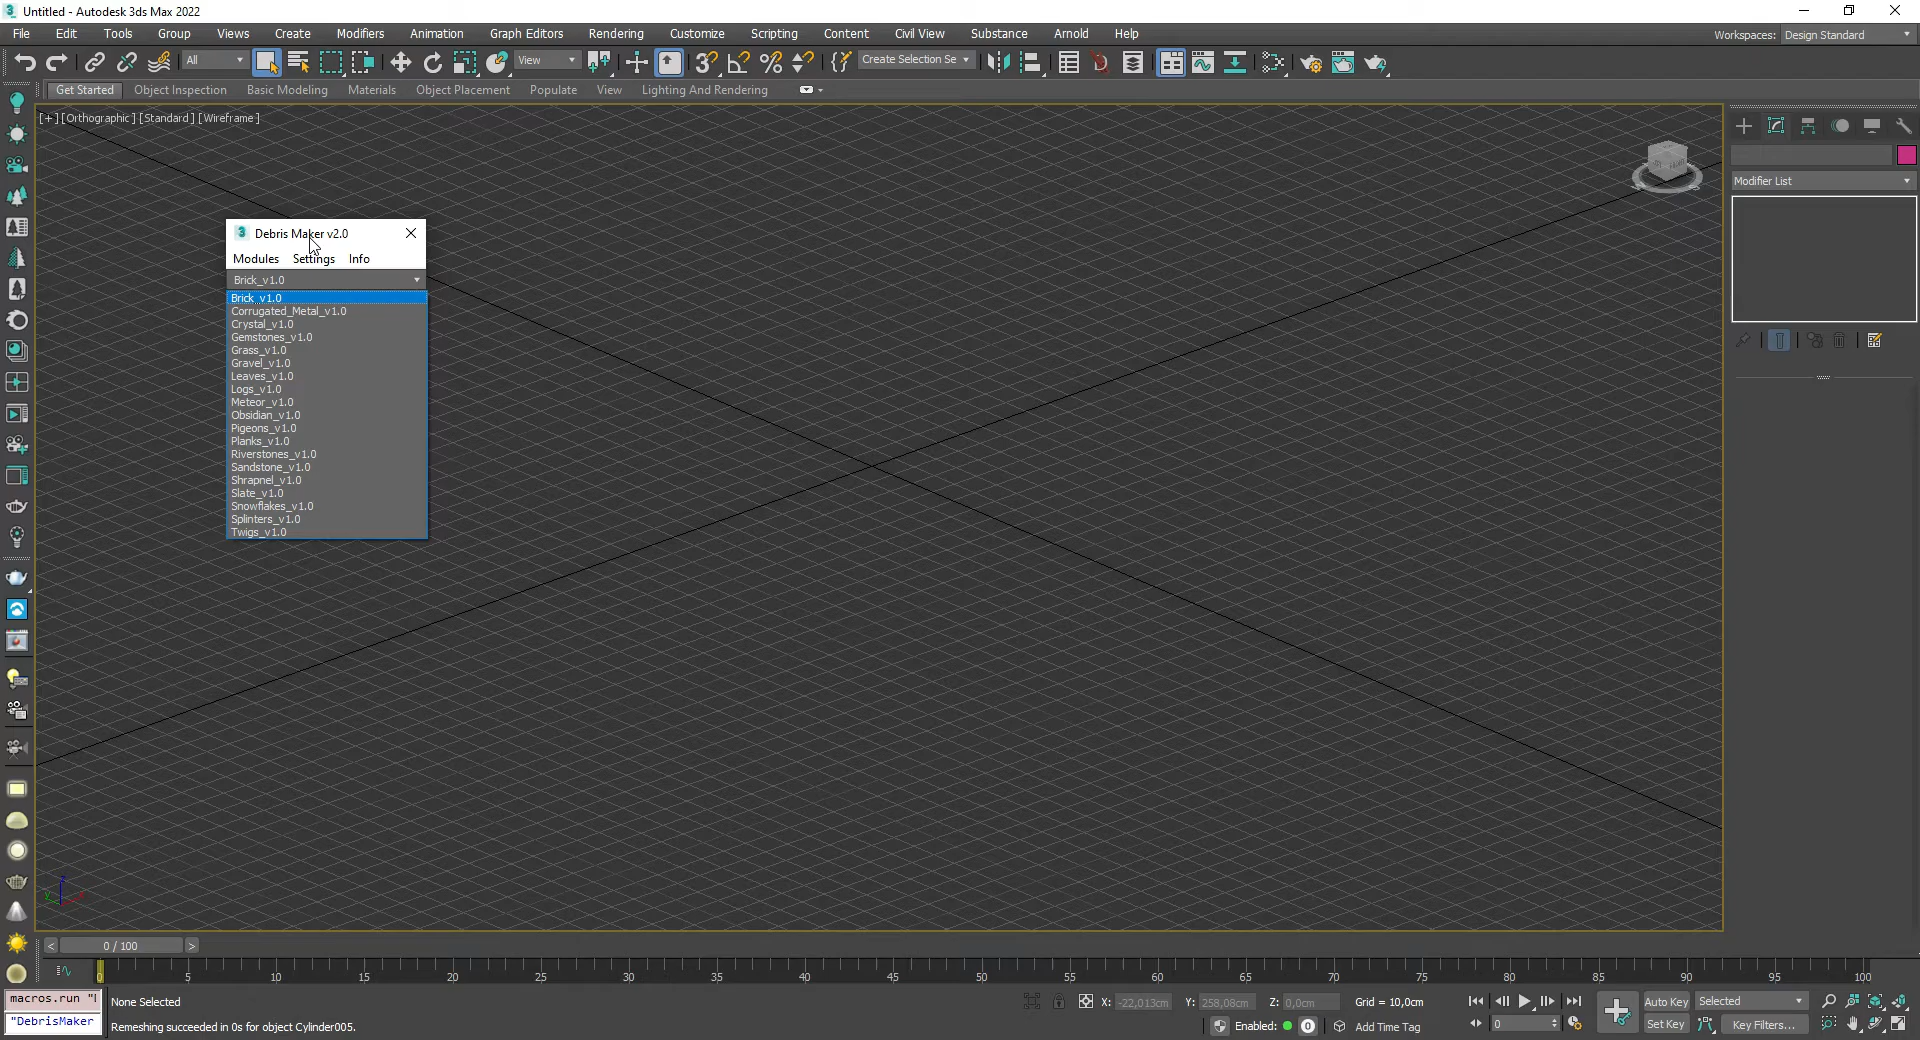 Untitled - Autodesk 3ds Max 2022
File Edit Tools Group Views Create Modifiers Animation Graph Editors Rendering Customize Scripting Content Civil View Substance Arnold Help
Workspaces: Design Standard
All
View
Create Selection Se
Get Started Object Inspection Basic Modeling Materials Object Placement Populate View Lighting And Rendering
[+] [Orthographic] [Standard] [Wireframe]
Modifier List
Debris Maker v2.0
Modules Settings Info
Brick_v1.0
Brick_v1.0
Corrugated_Metal_v1.0
Crystal_v1.0
Gemstones_v1.0
Grass_v1.0
Gravel_v1.0
Leaves_v1.0
Logs_v1.0
Meteor_v1.0
Obsidian_v1.0
Pigeons_v1.0
Planks_v1.0
Riverstones_v1.0
Sandstone_v1.0
Shrapnel_v1.0
Slate_v1.0
Snowflakes_v1.0
Splinters_v1.0
Twigs_v1.0
z
< 0 / 100 >
0 5 10 15 20 25 30 35 40 45 50 55 60 65 70 75 80 85 90 95 100
macros.run "
"DebrisMaker
None Selected
Remeshing succeeded in 0s for object Cylinder005.
X: -22,013cm Y: 258,08cm Z: 0,0cm Grid = 10,0cm
Enabled: 0 Add Time Tag
0
Auto Key Selected
Set Key Key Filters...